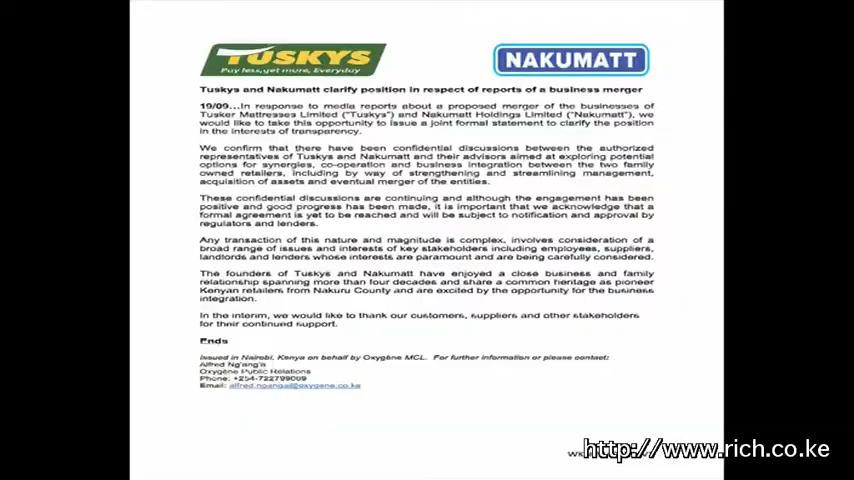 TUSKYS
Pay less, get more, Everyday
NAKUMATT
Tuskys and Nakumatt clarify position in respect of reports of a business merger
19/09...In response to media reports about a proposed merger of the businesses of
Tusker Mattresses Limited ("Tuskys") and Nakumatt Holdings Limited ("Nakumatt"), we
would like to take this opportunity to issue a joint formal statement to clarify the position
in the interests of transparency.
We confirm that there have been confidential discussions between the authorized
representatives of Tuskys and Nakumatt and their advisors aimed at exploring potential
options for synergies, co-operation and business integration between the two family
owned retailers, including by way of strengthening and streamlining management,
acquisition of assets and eventual merger of the entities.
These confidential discussions are continuing and although the engagement has been
positive and good progress has been made, it is important that we acknowledge that a
formal agreement is yet to be reached and will be subject to notification and approval by
regulators and lenders.
Any transaction of this nature and magnitude is complex, involves consideration of a
broad range of issues and interests of key stakeholders including employees, suppliers,
landlords and lenders whose interests are paramount and are being carefully considered.
The founders of Tuskys and Nakumatt have enjoyed a close business and family
relationship spanning more than four decades and share a common heritage as pioneer
Kenyan retailers from Nakuru County and are excited by the opportunity for the business
integration.
In the interim, we would like to thank our customers, suppliers and other stakeholders
for their continued support.
Ends
Issued in Nairobi, Kenya on behalf by Oxygène MCL. For further information or please contact:
Alfred Ng'ang'a
Oxygène Public Relations
Phone: +254-722799009
Email:
http://www.rich.co.ke